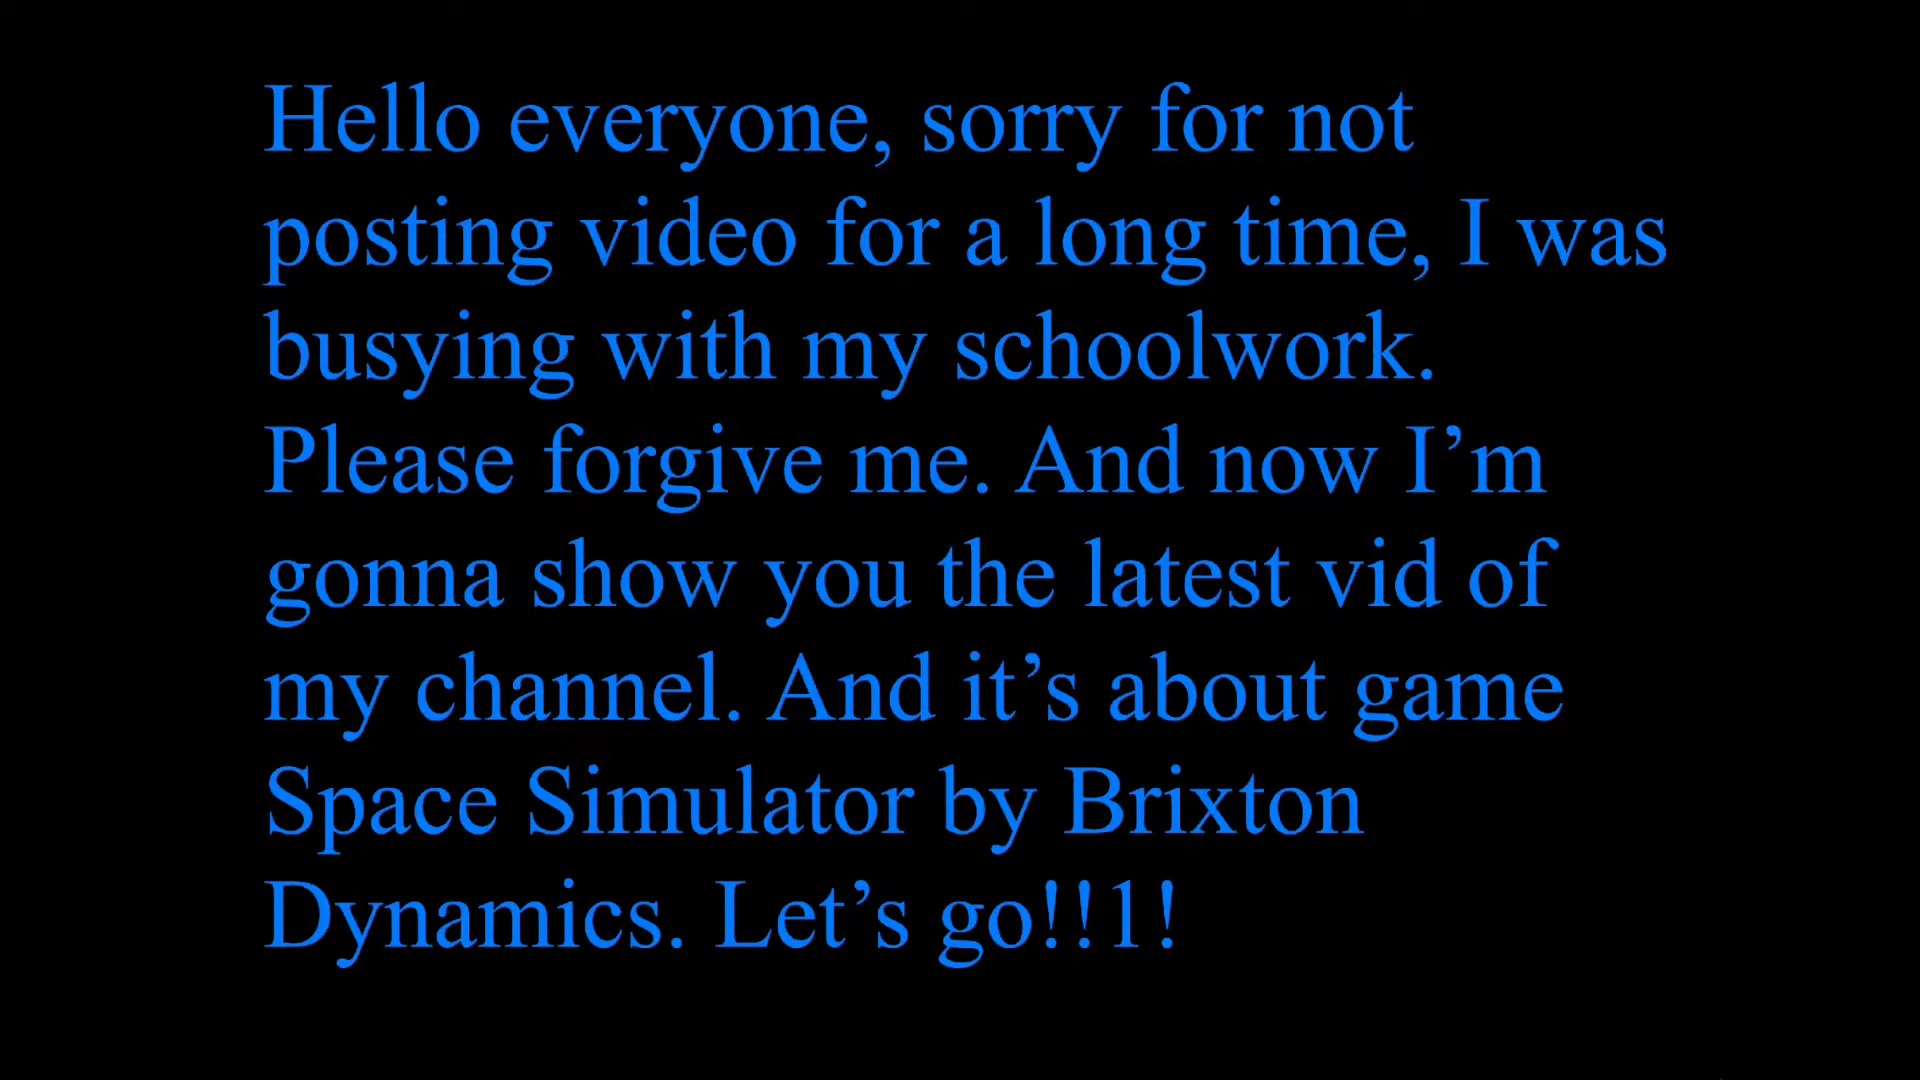 Hello everyone, sorry for not
posting video for a long time, I was
busying with my schoolwork.
Please forgive me. And now I’m
gonna show you the latest vid of
my channel. And it’s about game
Space Simulator by Brixton
Dynamics. Let’s go!!1!